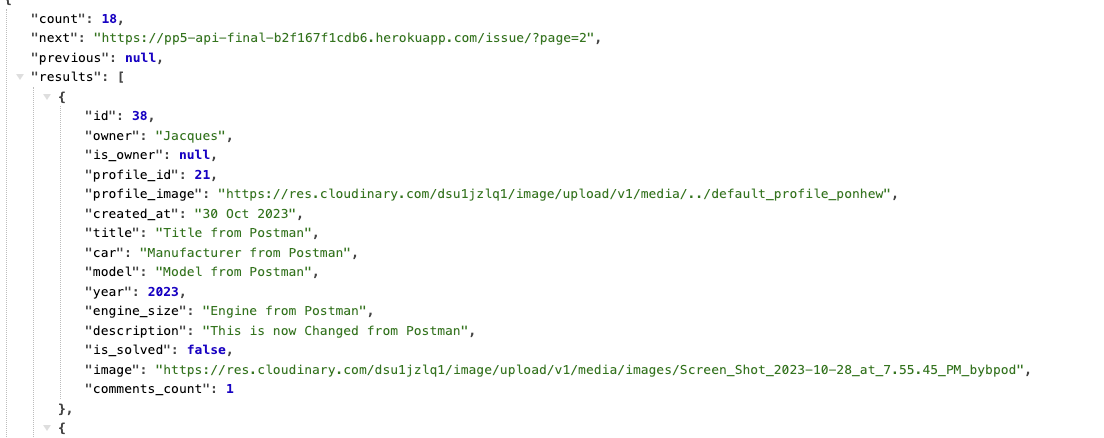 {
"count": 18,
"next": "https://pp5-api-final-b2f167f1cdb6.herokuapp.com/issue/?page=2",
"previous": null,
"results": [
{
"id": 38,
"owner": "Jacques",
"is_owner": null,
"profile_id": 21,
"profile_image": "https://res.cloudinary.com/dsu1jzlq1/image/upload/v1/media/../default_profile_ponhew",
"created_at": "30 Oct 2023",
"title": "Title from Postman",
"car": "Manufacturer from Postman",
"model": "Model from Postman",
"year": 2023,
"engine_size": "Engine from Postman",
"description": "This is now Changed from Postman",
"is_solved": false,
"image": "https://res.cloudinary.com/dsu1jzlq1/image/upload/v1/media/images/Screen_Shot_2023-10-28_at_7.55.45_PM_bybpod",
"comments_count": 1
},
{